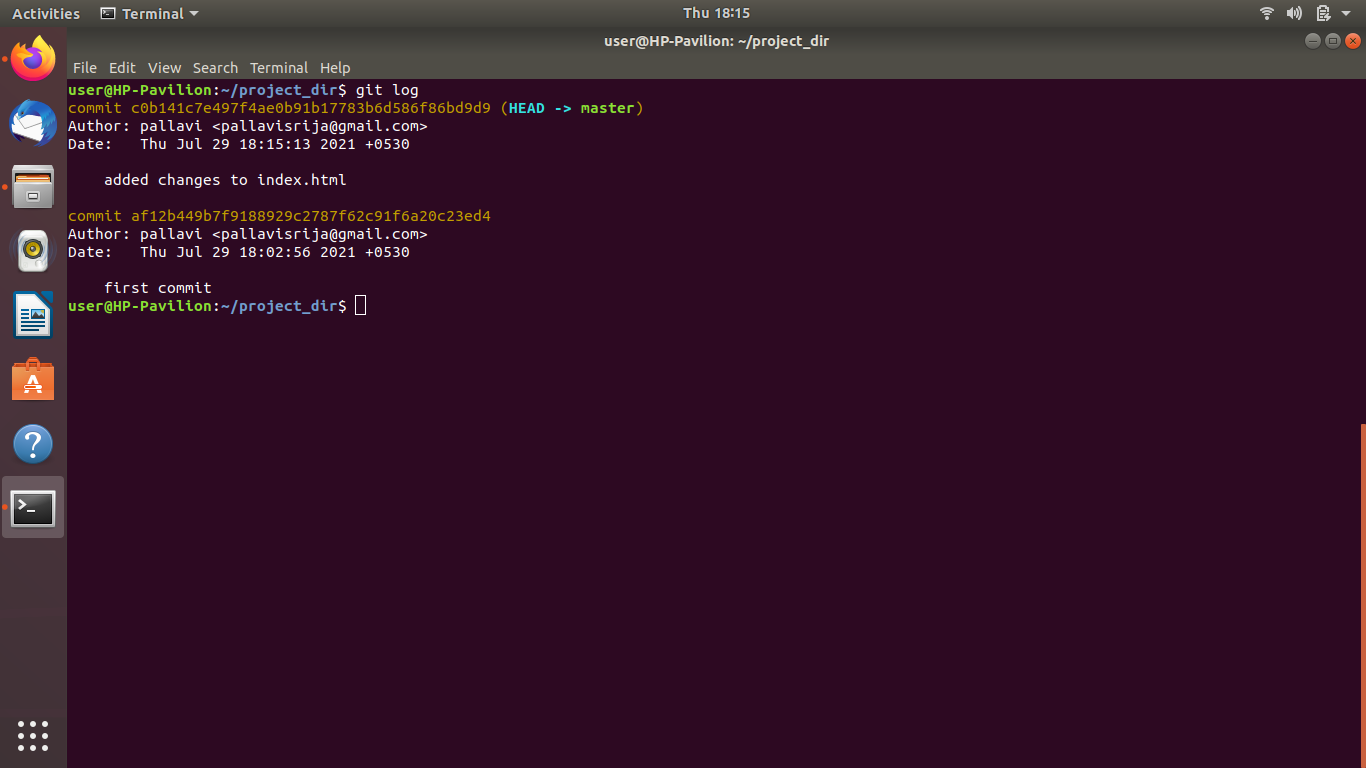 Activities Terminal Thu 18:15
user@HP-Pavilion: ~/project_dir
File Edit View Search Terminal Help
user@HP-Pavilion:~/project_dir$ git log
commit c0b141c7e497f4ae0b91b17783b6d586f86bd9d9 (HEAD -> master)
Author: pallavi <pallavisrija@gmail.com>
Date:   Thu Jul 29 18:15:13 2021 +0530
    added changes to index.html
commit af12b449b7f9188929c2787f62c91f6a20c23ed4
Author: pallavi <pallavisrija@gmail.com>
Date:   Thu Jul 29 18:02:56 2021 +0530
    first commit
user@HP-Pavilion:~/project_dir$